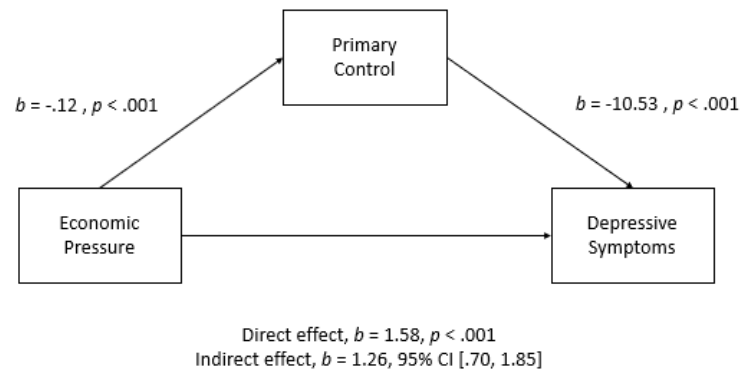 Primary
Control
b = -.12 , p < .001
b = -10.53 , p < .001
Economic
Pressure
Depressive
Symptoms
Direct effect, b = 1.58, p < .001
Indirect effect, b = 1.26, 95% CI [.70, 1.85]